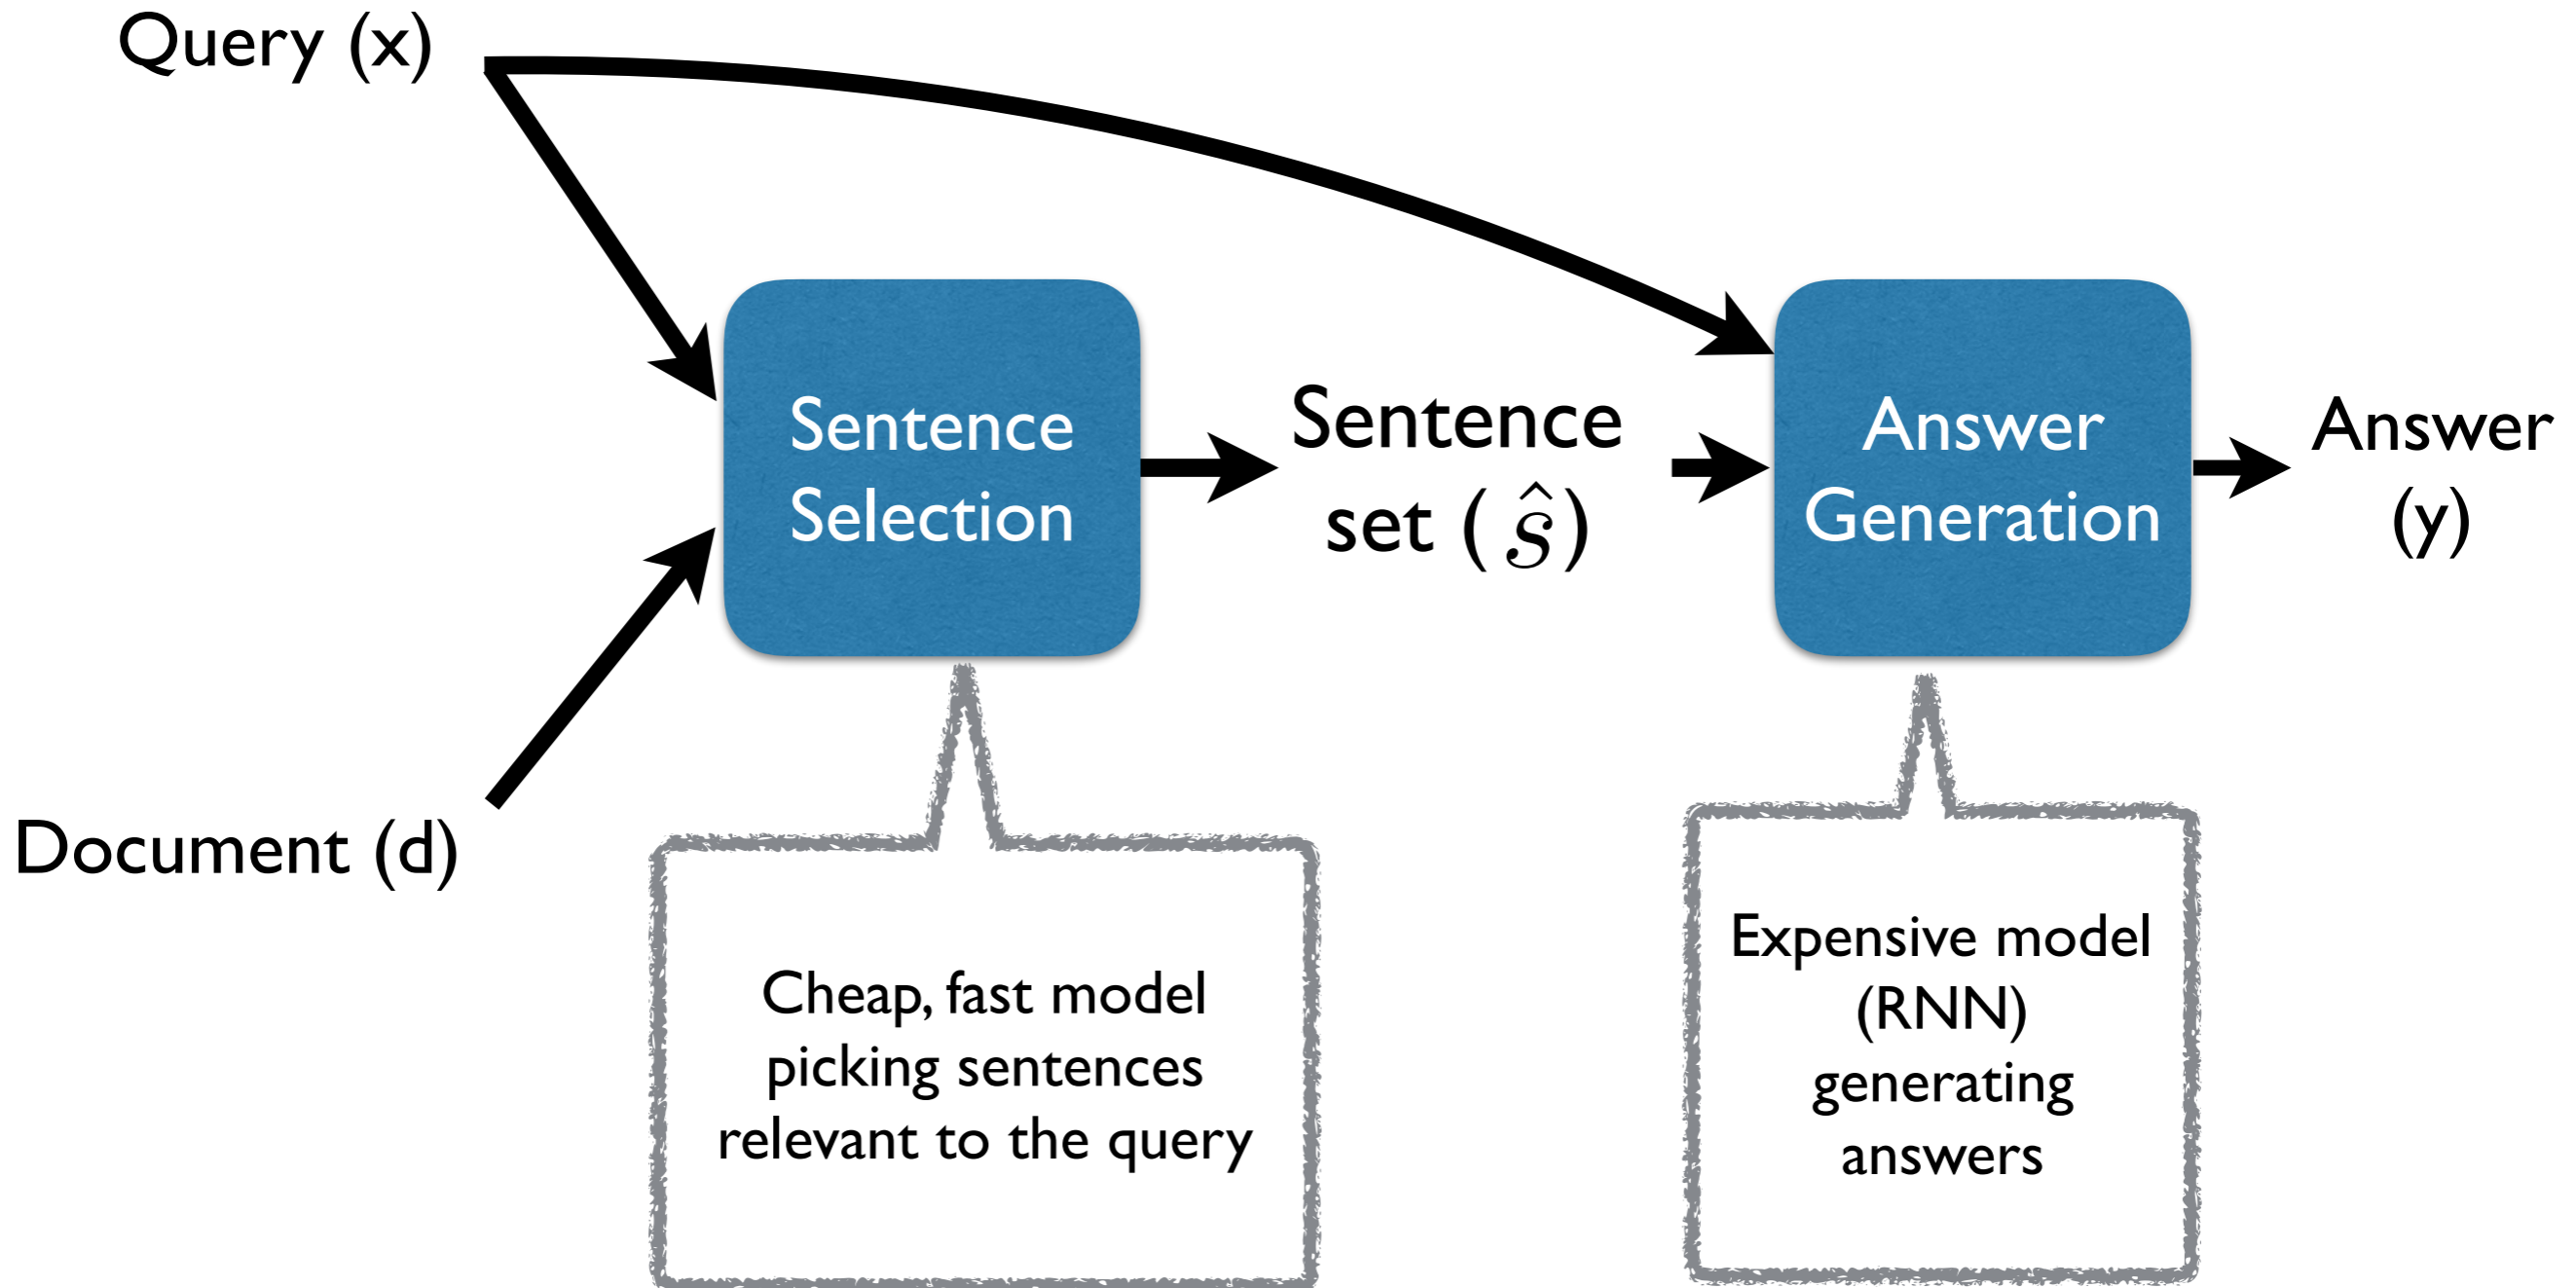 Query (x)
Sentence
Selection
Sentence
set (ŝ)
Answer
Generation
Answer
(y)
Document (d)
Cheap, fast model
picking sentences
relevant to the query
Expensive model
(RNN)
generating
answers